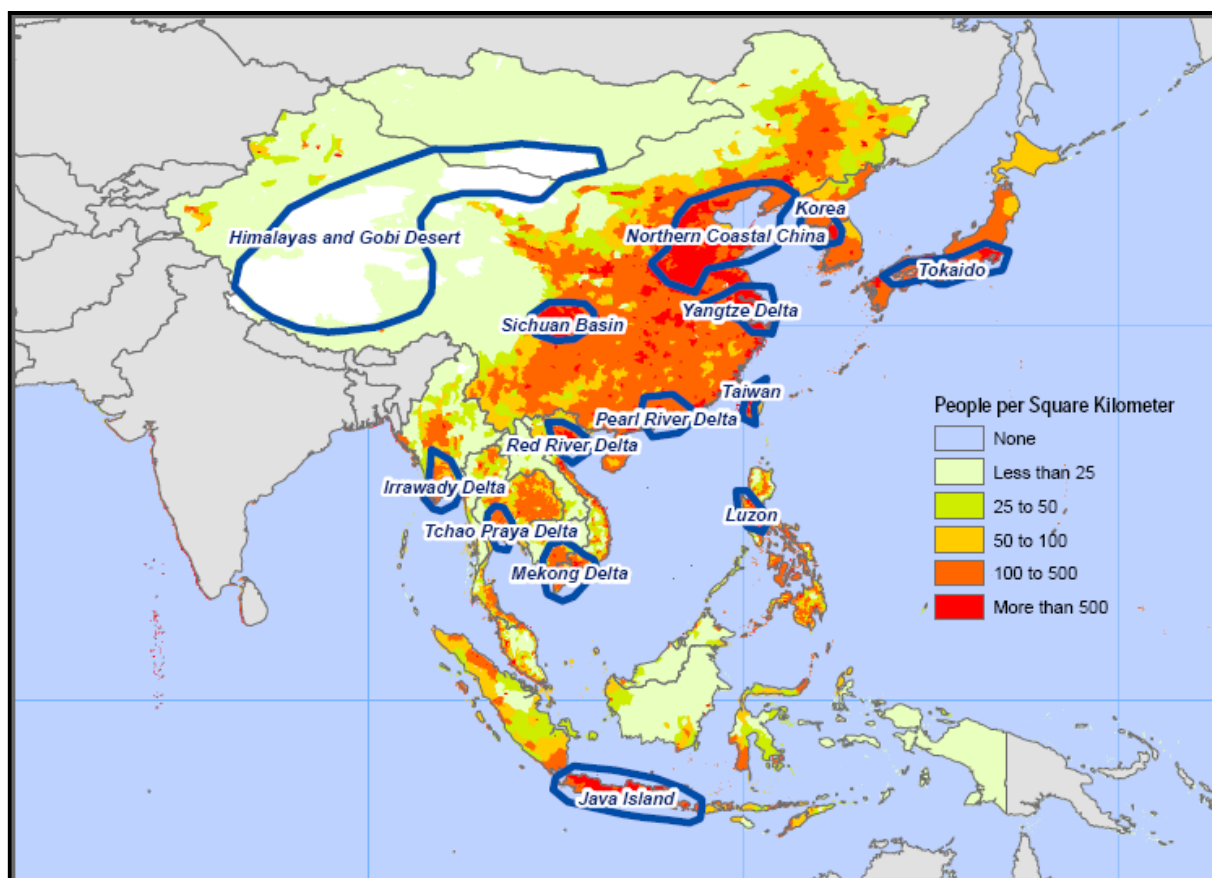 Korea
Himalayas and Gobi Desert
Northern Coastal China
Tokaido
Yangtze Delta
Sichuan Basin
Taiwan
Pearl River Delta
Red River Delta
Irrawady Delta
Luzon
Tchao Praya Delta
Mekong Delta
Java Island
People per Square Kilometer
None
Less than 25
25 to 50
50 to 100
100 to 500
More than 500